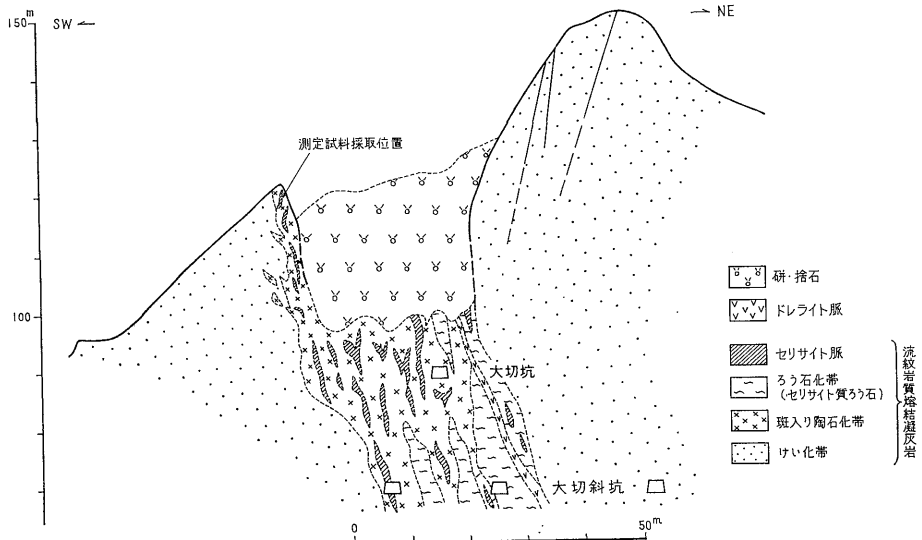 m
150
SW
NE
測定試料採取位置
100
大切坑
大切斜坑
0
50m
硏・捨石
ドレライト脈
セリサイト脈
ろう石化帯
(セリサイト質ろう石)
斑入り陶石化帯
けい化帯
流紋岩質熔結凝灰岩